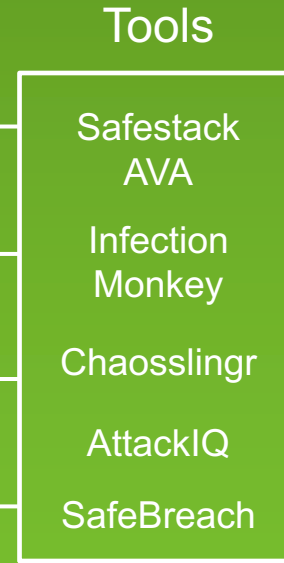 Tools
Safestack
AVA
Infection
Monkey
Chaosslingr
AttackIQ
SafeBreach